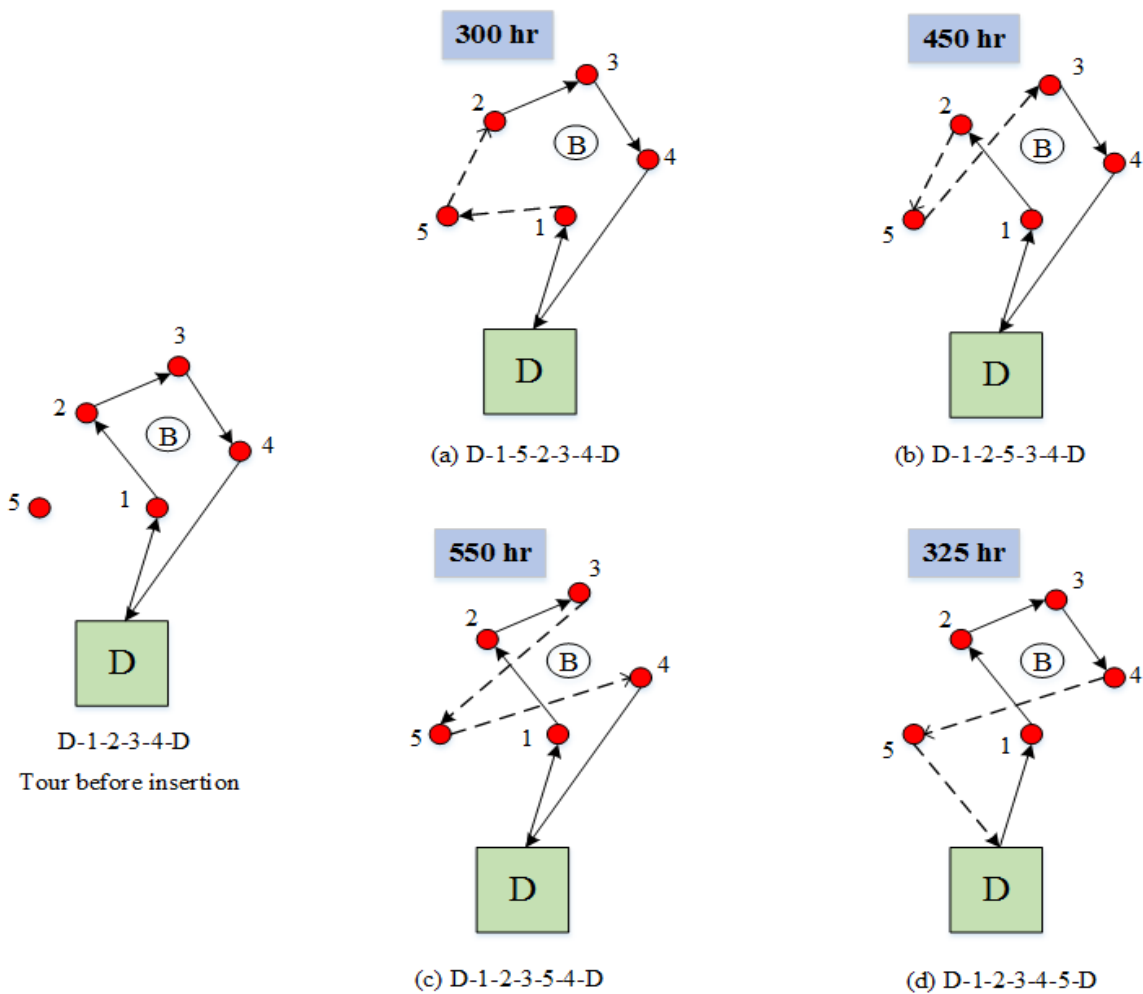 3
2
B
4
5
1
D
D-1-2-3-4-D
Tour before insertion
300 hr
3
2
B
4
5
1
D
(a) D-1-5-2-3-4-D
450 hr
3
2
B
4
5
1
D
(b) D-1-2-5-3-4-D
550 hr
3
2
B
4
5
1
D
(c) D-1-2-3-5-4-D
325 hr
3
2
B
4
5
1
D
(d) D-1-2-3-4-5-D